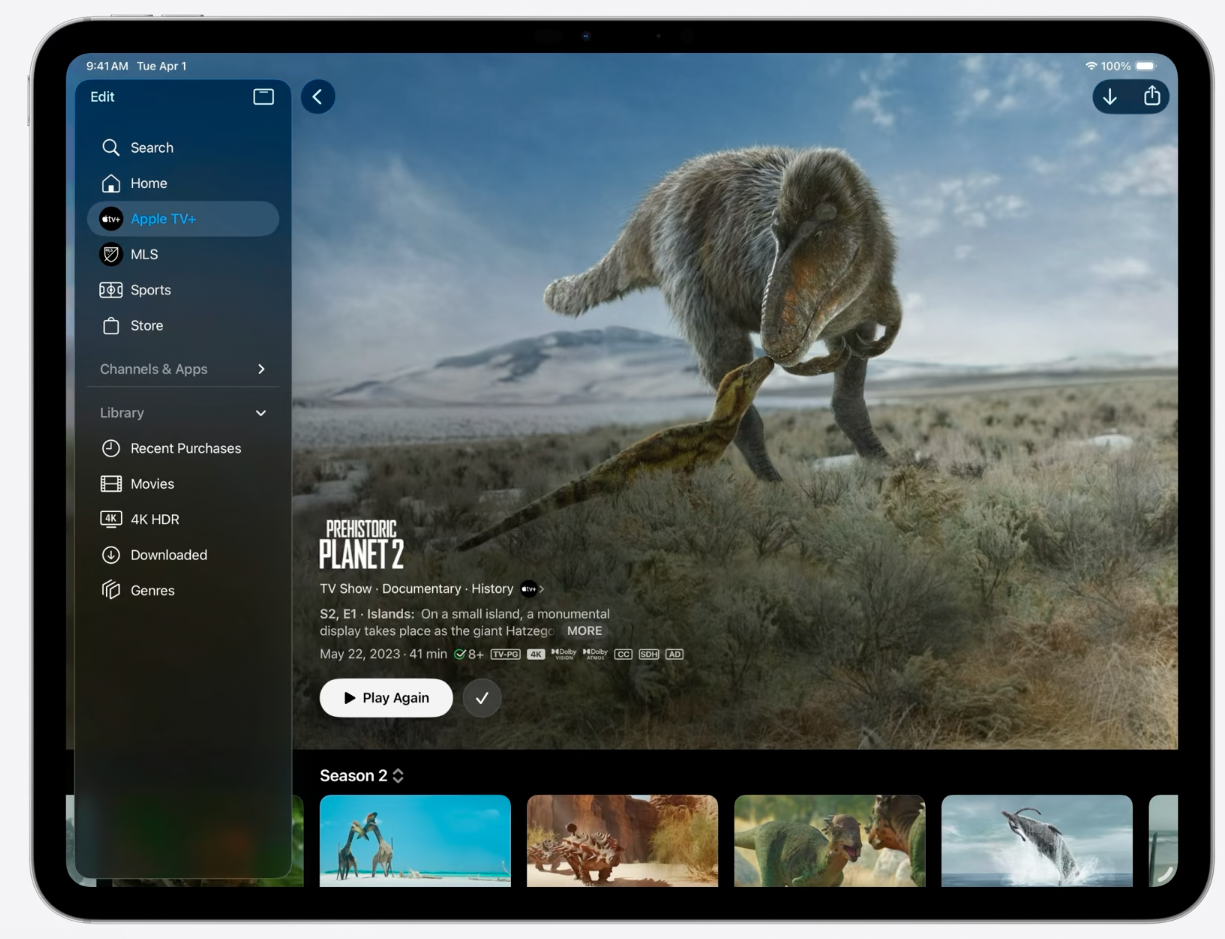 9:41 AM Tue Apr 1
100%
Edit
Search
Home
tv+ Apple TV+
MLS
Sports
Store
Channels & Apps
Library
Recent Purchases
Movies
4K 4K HDR
Downloaded
Genres
PREHISTORIC
PLANET 2
TV Show · Documentary · History tv+
S2, E1 · Islands: On a small island, a monumental
display takes place as the giant Hatzego MORE
May 22, 2023 · 41 min 8+ TV-PG 4K Dolby VISION Dolby ATMOS CC SDH AD
Play Again
Season 2